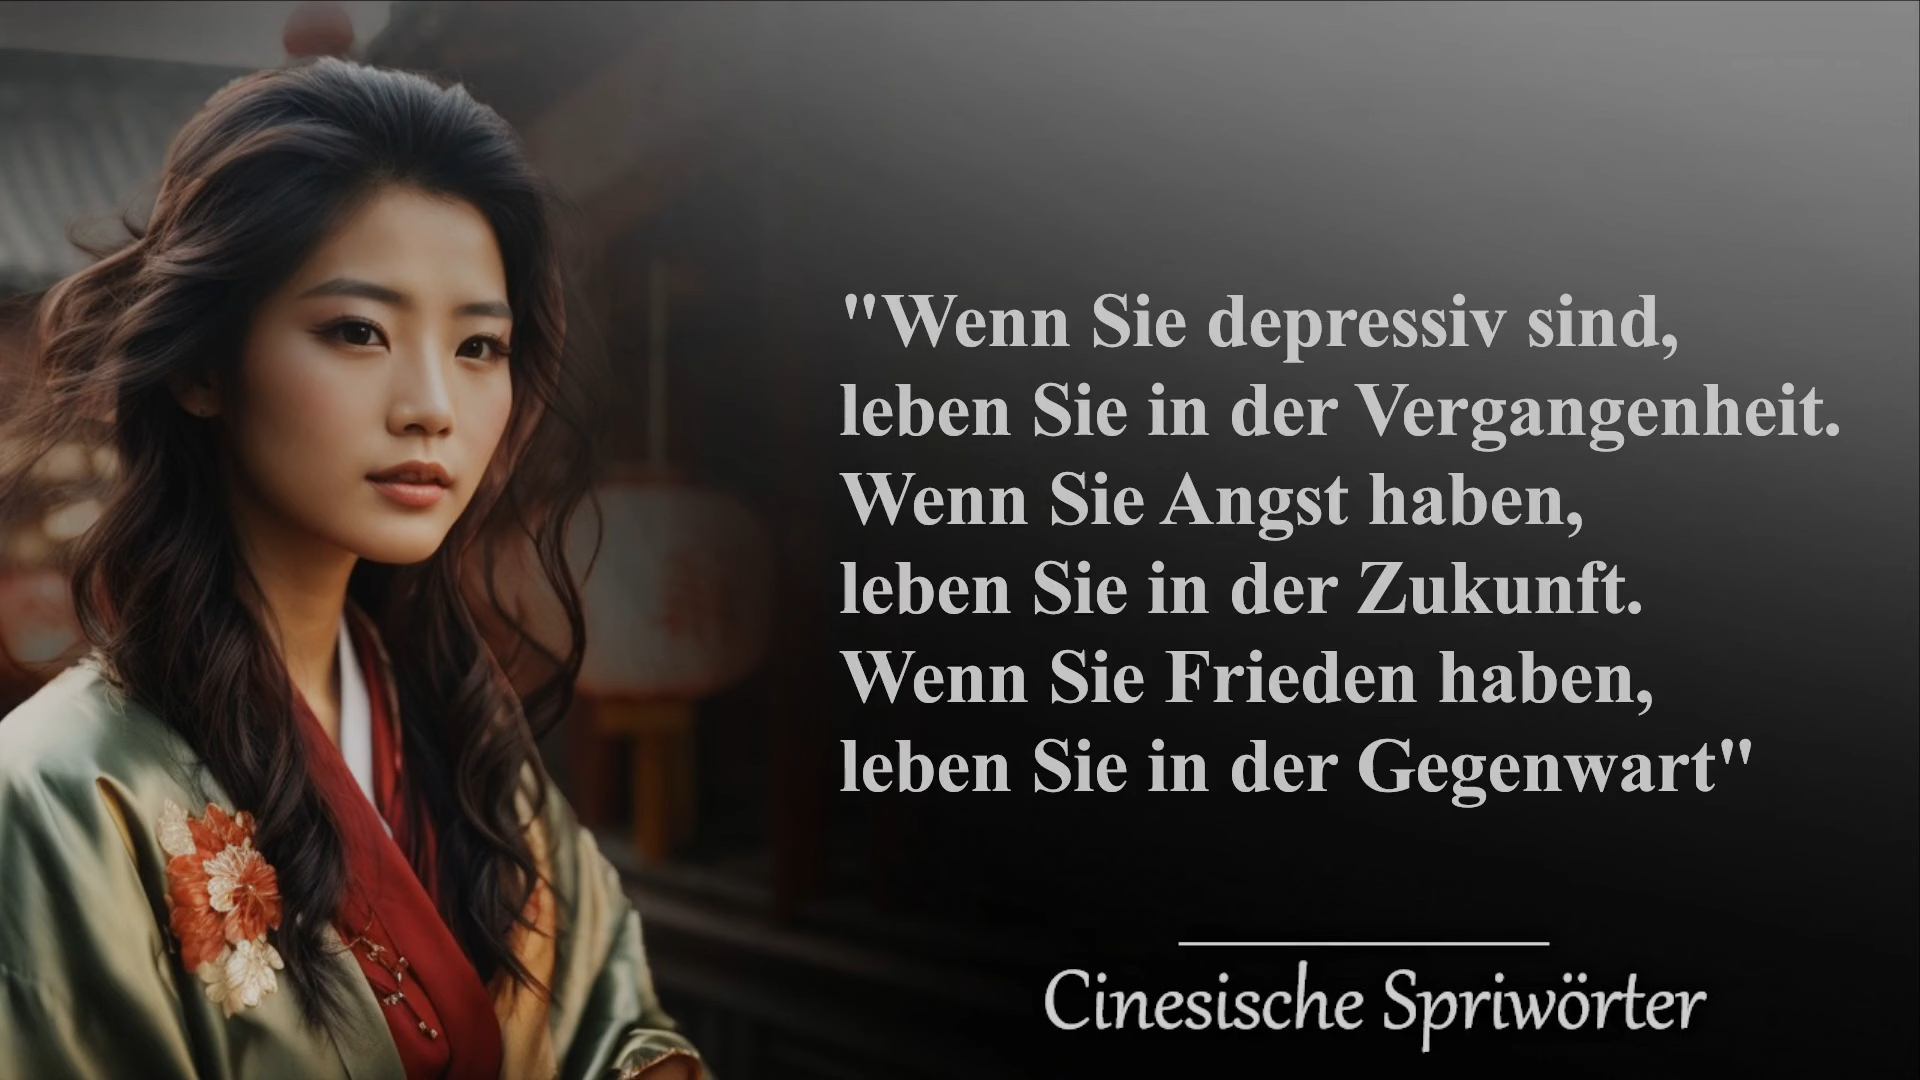 "Wenn Sie depressiv sind,
leben Sie in der Vergangenheit.
Wenn Sie Angst haben,
leben Sie in der Zukunft.
Wenn Sie Frieden haben,
leben Sie in der Gegenwart"
Cinesische Spriwörter